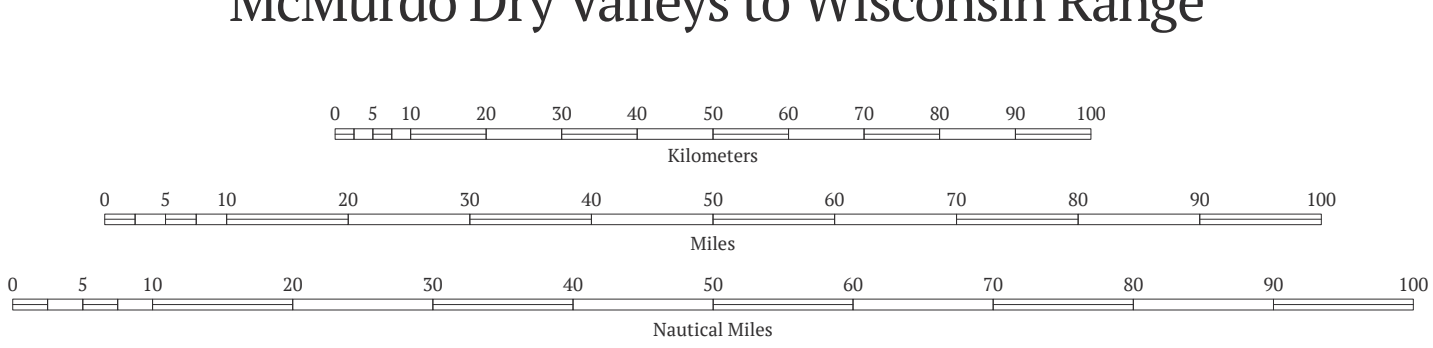 McMurdo Dry Valleys to Wisconsin Range
0 5 10 20 30 40 50 60 70 80 90 100
Kilometers
0 5 10 20 30 40 50 60 70 80 90 100
Miles
0 5 10 20 30 40 50 60 70 80 90 100
Nautical Miles